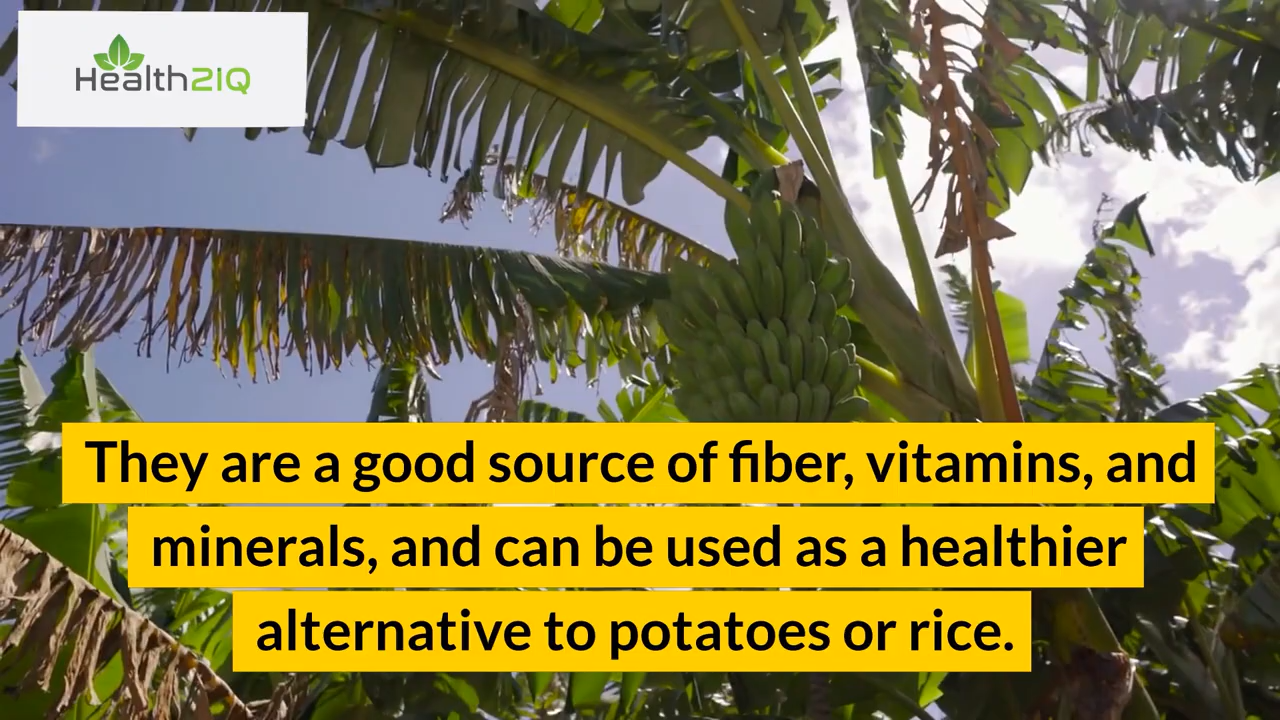 Health2IQ
They are a good source of fiber, vitamins, and
minerals, and can be used as a healthier
alternative to potatoes or rice.